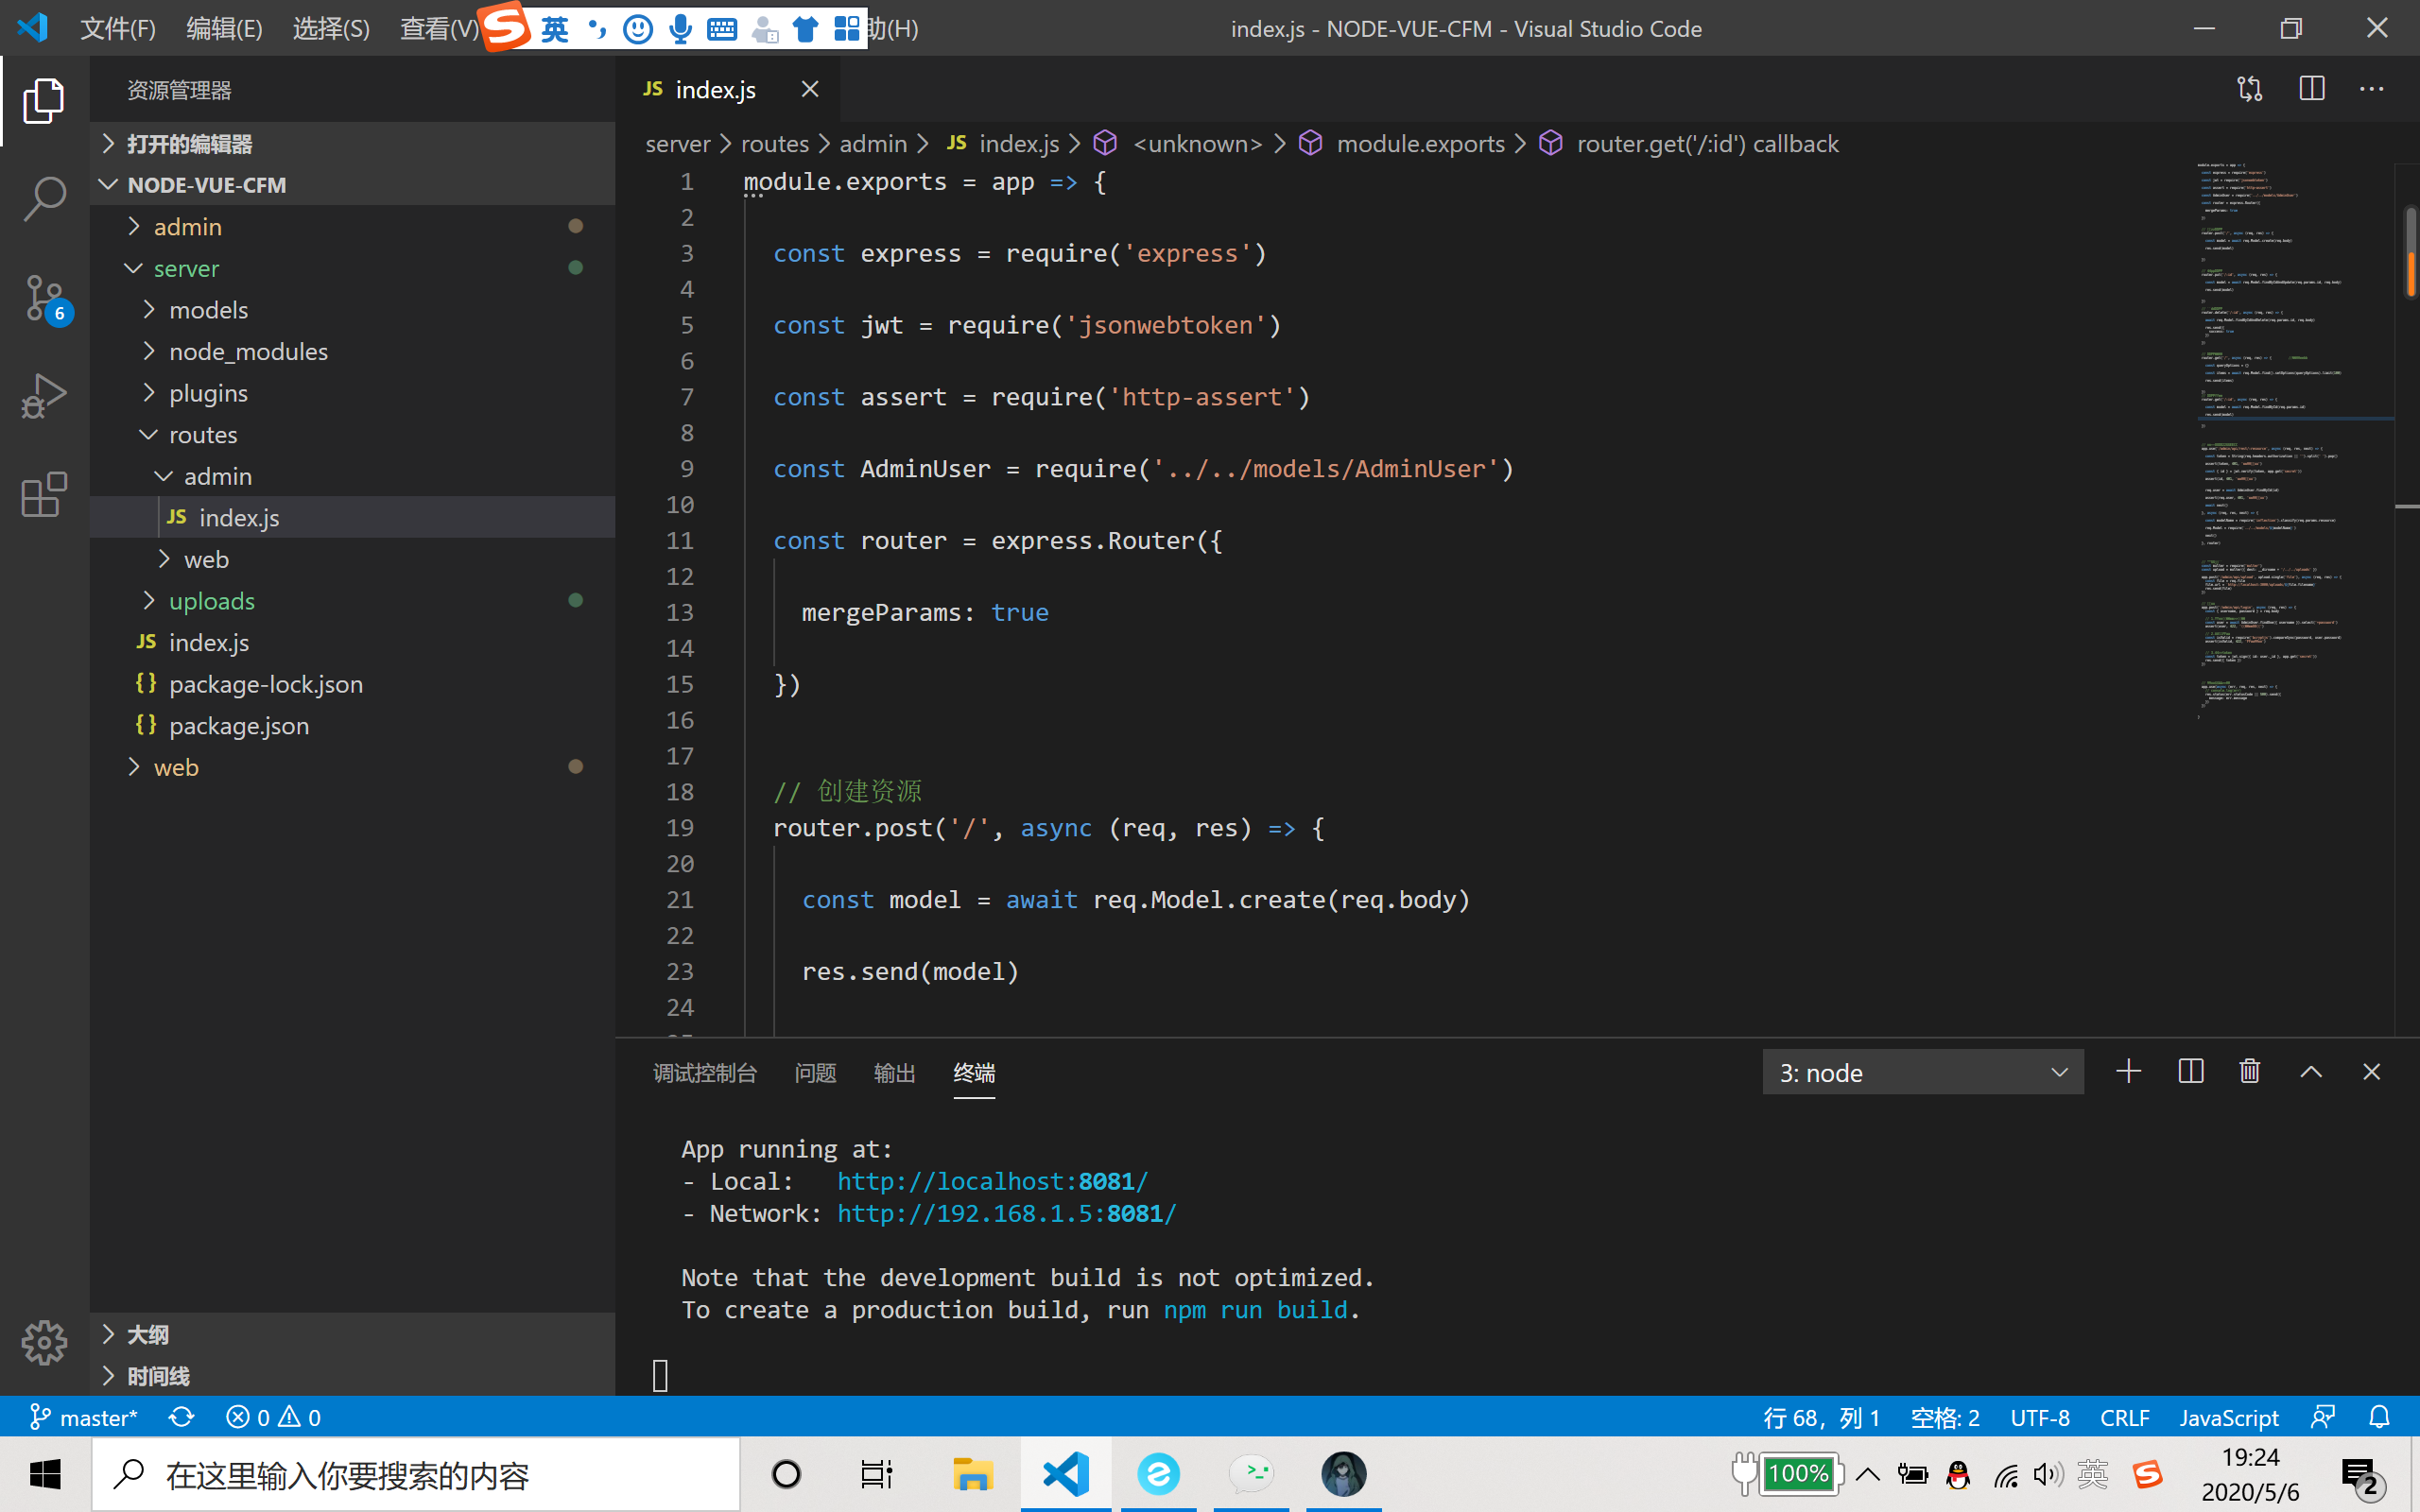 文件(F) 编辑(E) 选择(S) 查看(V) 英 助(H) index.js - NODE-VUE-CFM - Visual Studio Code
资源管理器
打开的编辑器
NODE-VUE-CFM
admin
server
models
node_modules
plugins
routes
admin
JS index.js
web
uploads
JS index.js
{} package-lock.json
{} package.json
web
大纲
时间线
6
JS index.js
server > routes > admin > JS index.js > <unknown> > module.exports > router.get('/:id') callback
1 module.exports = app => {
2
3 const express = require('express')
4
5 const jwt = require('jsonwebtoken')
6
7 const assert = require('http-assert')
8
9 const AdminUser = require('../../models/AdminUser')
10
11 const router = express.Router({
12
13 mergeParams: true
14
15 })
16
17
18 // 创建资源
19 router.post('/', async (req, res) => {
20
21 const model = await req.Model.create(req.body)
22
23 res.send(model)
24
调试控制台 问题 输出 终端 3: node
App running at:
- Local: http://localhost:8081/
- Network: http://192.168.1.5:8081/
Note that the development build is not optimized.
To create a production build, run npm run build.
master* 0 0 行 68，列 1 空格: 2 UTF-8 CRLF JavaScript
在这里输入你要搜索的内容 100% 英 19:24
2020/5/6 2